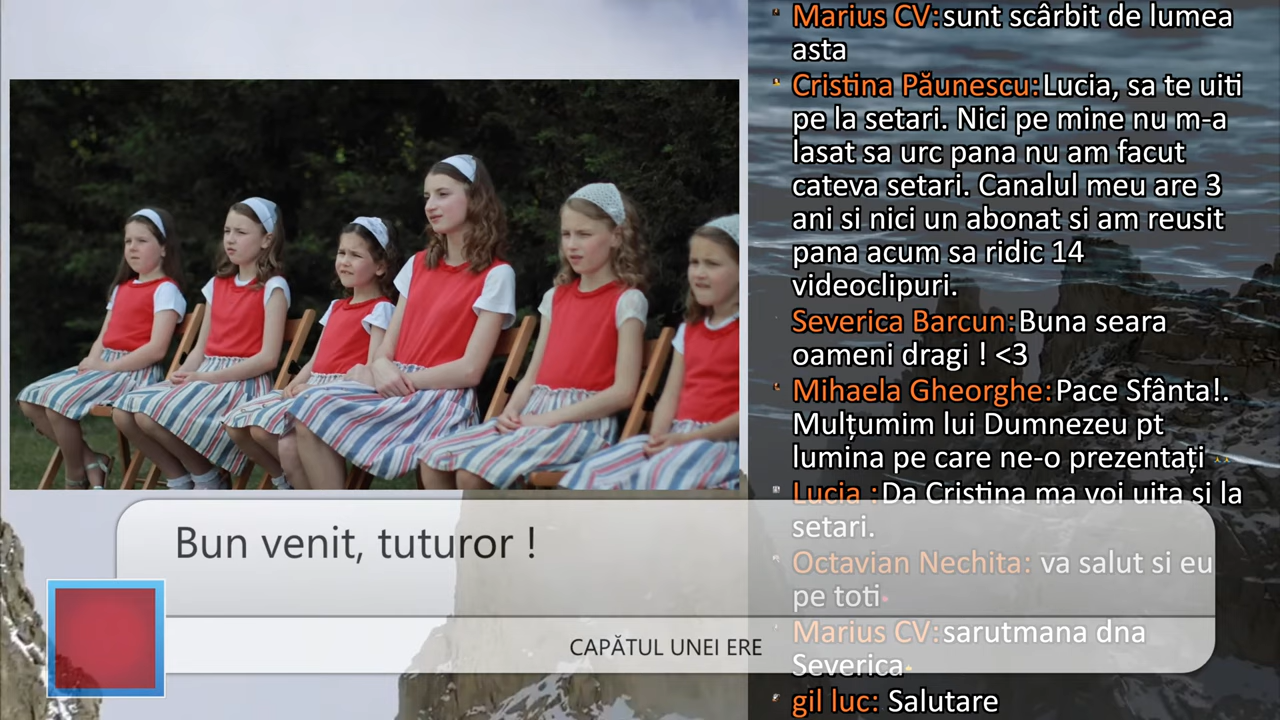 Marius CV: sunt scârbit de lumea
asta
Cristina Păunescu: Lucia, sa te uiti
pe la setari. Nici pe mine nu m-a
lasat sa urc pana nu am facut
cateva setari. Canalul meu are 3
ani si nici un abonat si am reusit
pana acum sa ridic 14
videoclipuri.
Severica Barcun: Buna seara
oameni dragi ! <3
Mihaela Gheorghe: Pace Sfânta!.
Mulțumim lui Dumnezeu pt
lumina pe care ne-o prezentați
Lucia : Da Cristina ma voi uita si la
setari.
Octavian Nechita: va salut si eu
pe toti
Marius CV: sarutmana dna
Severica
gil luc: Salutare
Bun venit, tuturor !
CAPĂTUL UNEI ERE